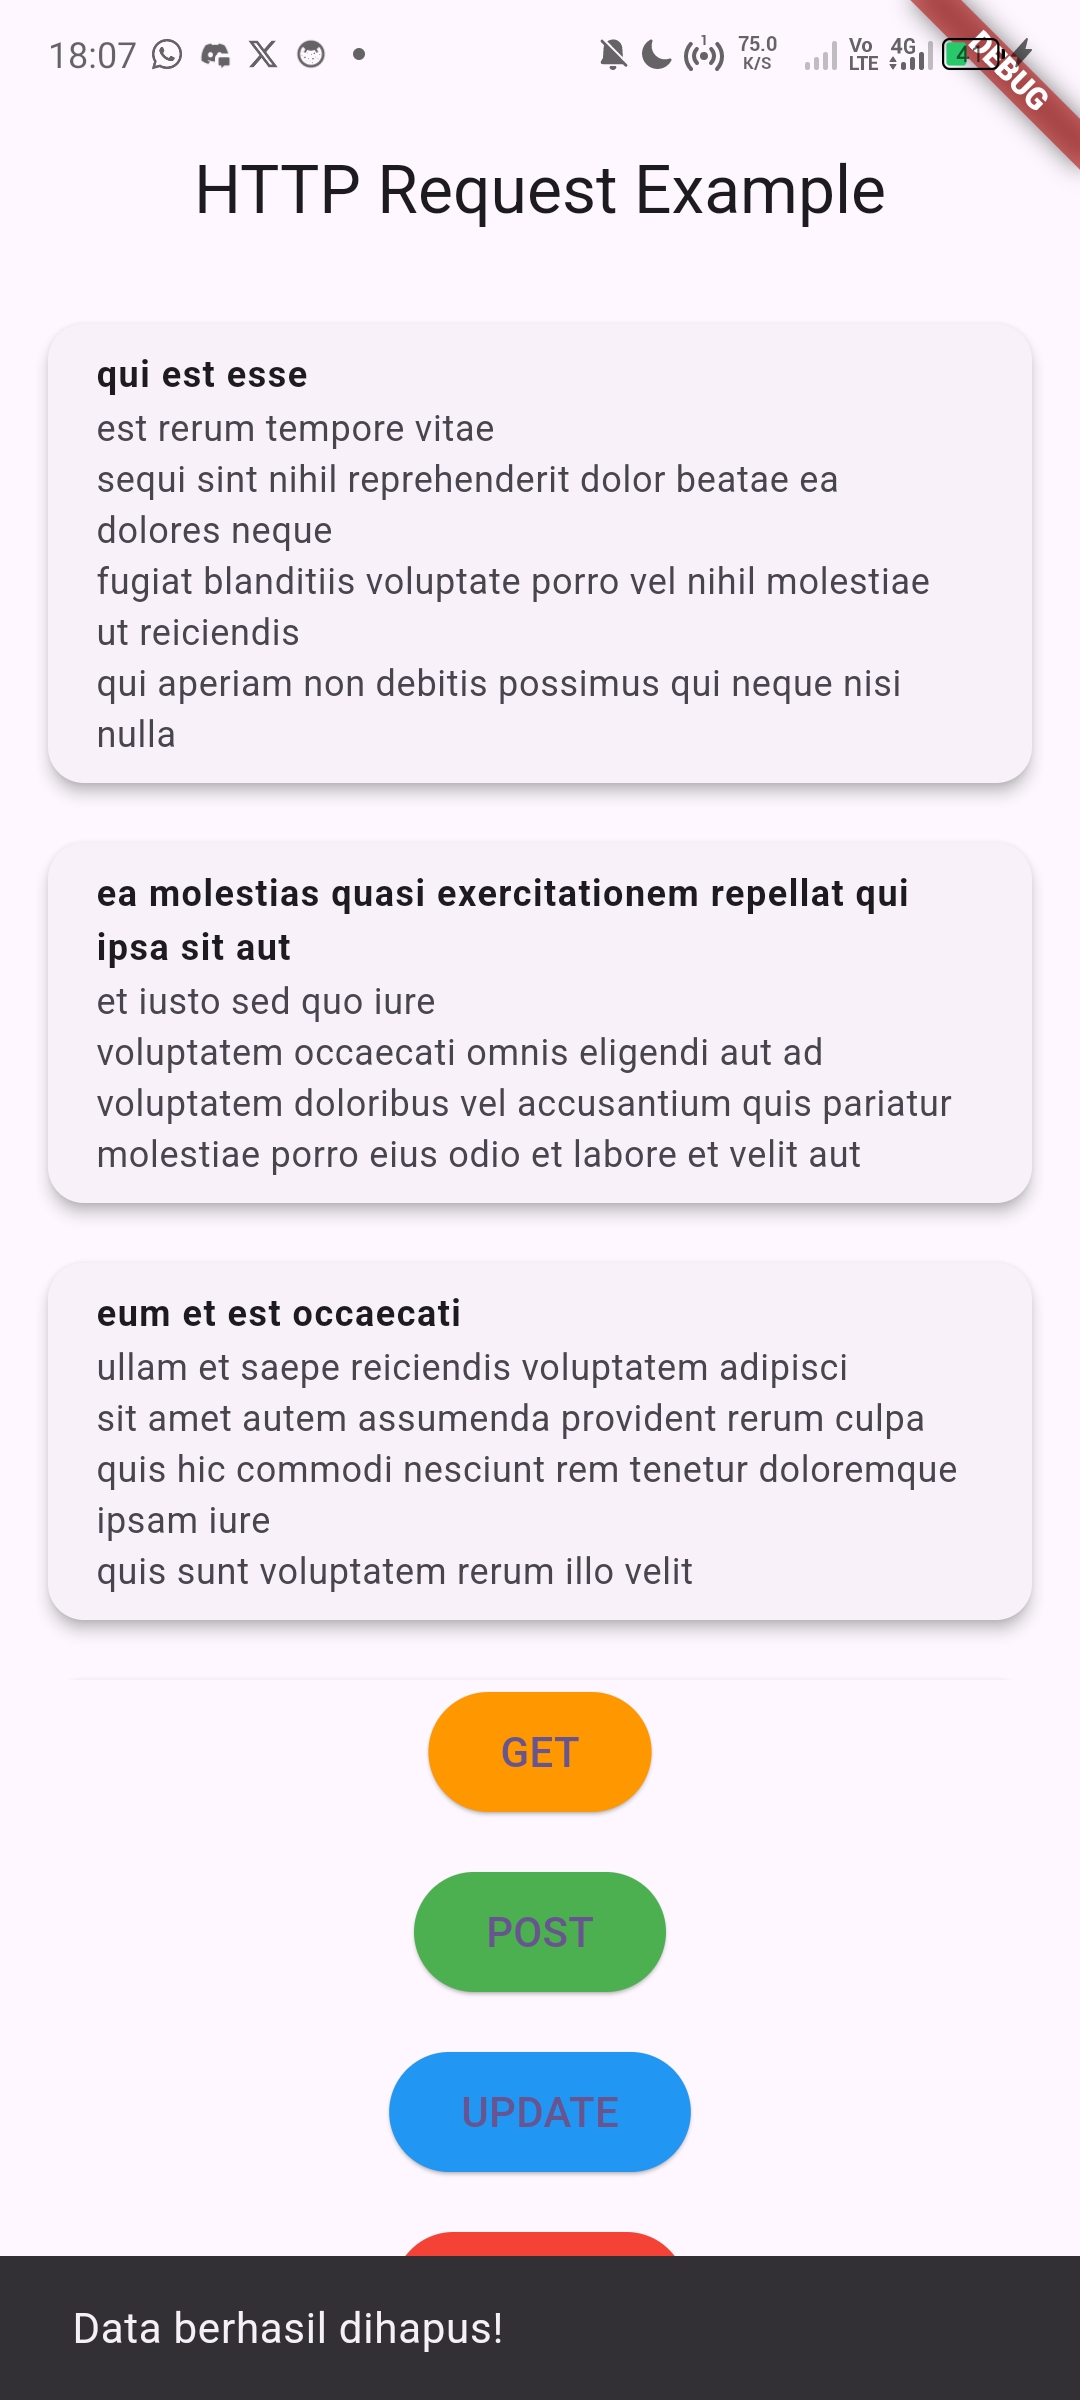 18:07
1
75.0
K/S
Vo
LTE
4G
DEBUG
HTTP Request Example
qui est esse
est rerum tempore vitae
sequi sint nihil reprehenderit dolor beatae ea
dolores neque
fugiat blanditiis voluptate porro vel nihil molestiae
ut reiciendis
qui aperiam non debitis possimus qui neque nisi
nulla
ea molestias quasi exercitationem repellat qui
ipsa sit aut
et iusto sed quo iure
voluptatem occaecati omnis eligendi aut ad
voluptatem doloribus vel accusantium quis pariatur
molestiae porro eius odio et labore et velit aut
eum et est occaecati
ullam et saepe reiciendis voluptatem adipisci
sit amet autem assumenda provident rerum culpa
quis hic commodi nesciunt rem tenetur doloremque
ipsam iure
quis sunt voluptatem rerum illo velit
GET
POST
UPDATE
Data berhasil dihapus!